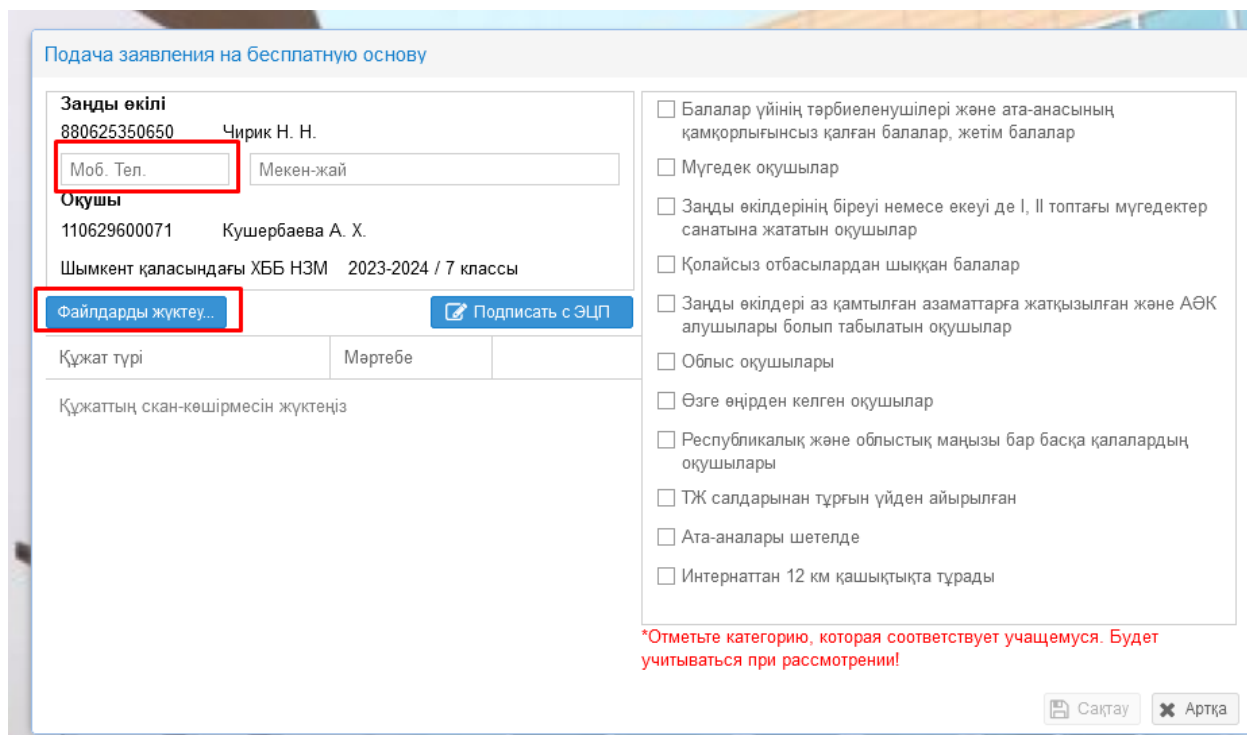 Подача заявления на бесплатную основу
Заңды өкілі
880625350650 Чирик Н. Н.
Моб. Тел. Мекен-жай
Оқушы
110629600071 Кушербаева А. Х.
Шымкент қаласындағы ХББ НЗМ 2023-2024 / 7 классы
Файлдарды жүктеу... Подписать с ЭЦП
Құжат түрі Мәртебе
Құжаттың скан-көшірмесін жүктеңіз
Балалар үйінің тәрбиеленушілері және ата-анасының
қамқорлығынсыз қалған балалар, жетім балалар
Мүгедек оқушылар
Заңды өкілдерінің біреуі немесе екеуі де I, II топтағы мүгедектер
санатына жататын оқушылар
Қолайсыз отбасылардан шыққан балалар
Заңды өкілдері аз қамтылған азаматтарға жатқызылған және АӘК
алушылары болып табылатын оқушылар
Облыс оқушылары
Өзге өңірден келген оқушылар
Республикалық және облыстық маңызы бар басқа қалалардың
оқушылары
ТЖ салдарынан тұрғын үйден айырылған
Ата-аналары шетелде
Интернаттан 12 км қашықтықта тұрады
*Отметьте категорию, которая соответствует учащемуся. Будет
учитываться при рассмотрении!
Сақтау Артқа